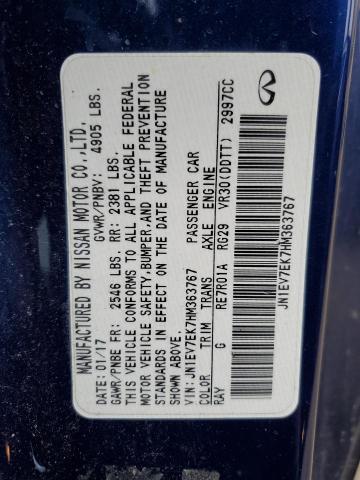 MANUFACTURED BY NISSAN MOTOR CO.,LTD.
DATE: 01/17 GVWR/PNBV: 4905 LBS.
GAWR/PNBE FR: 2546 LBS. RR: 2381 LBS.
THIS VEHICLE CONFORMS TO ALL APPLICABLE FEDERAL
MOTOR VEHICLE SAFETY,BUMPER,AND THEFT PREVENTION
STANDARDS IN EFFECT ON THE DATE OF MANUFACTURE
SHOWN ABOVE.
VIN: JN1EV7EK7HM363767 PASSENGER CAR
COLOR TRIM TRANS AXLE ENGINE
RAY G RE7R01A RG29 VR30(DDTT) 2997CC
JN1EV7EK7HM363767